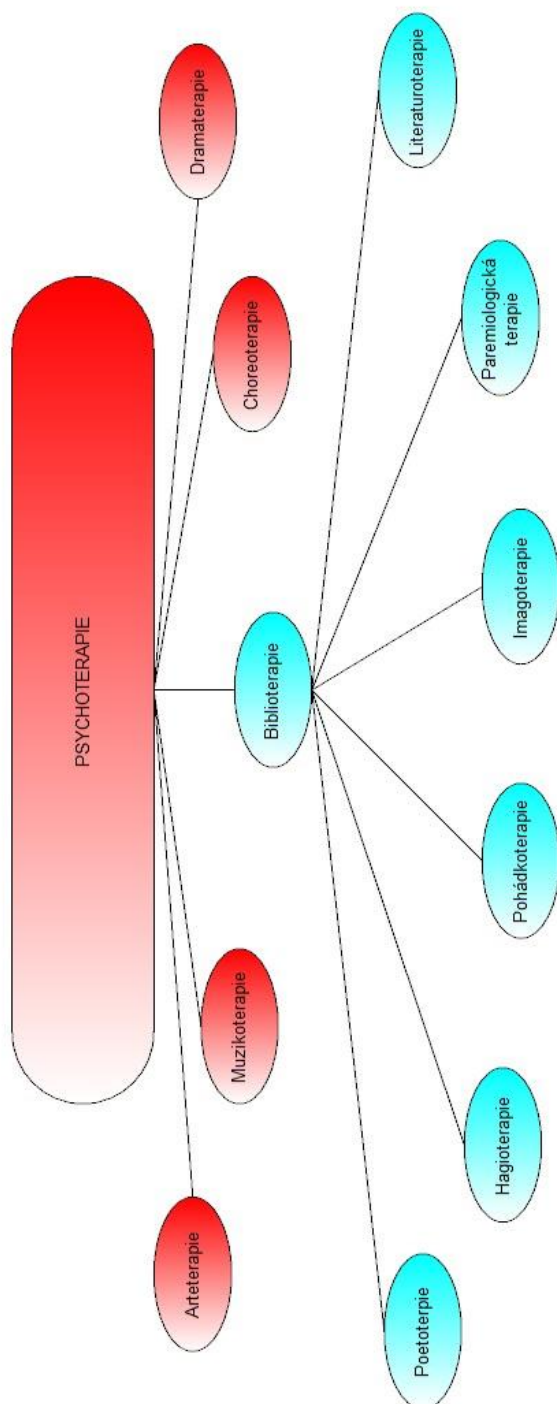 PSYCHOTERAPIE
Arteterapie
Muzikoterapie
Biblioterapie
Choreoterapie
Dramaterapie
Poetoterpie
Hagioterapie
Pohádkoterapie
Imagoterapie
Paremiologická
terapie
Literaturoterapie